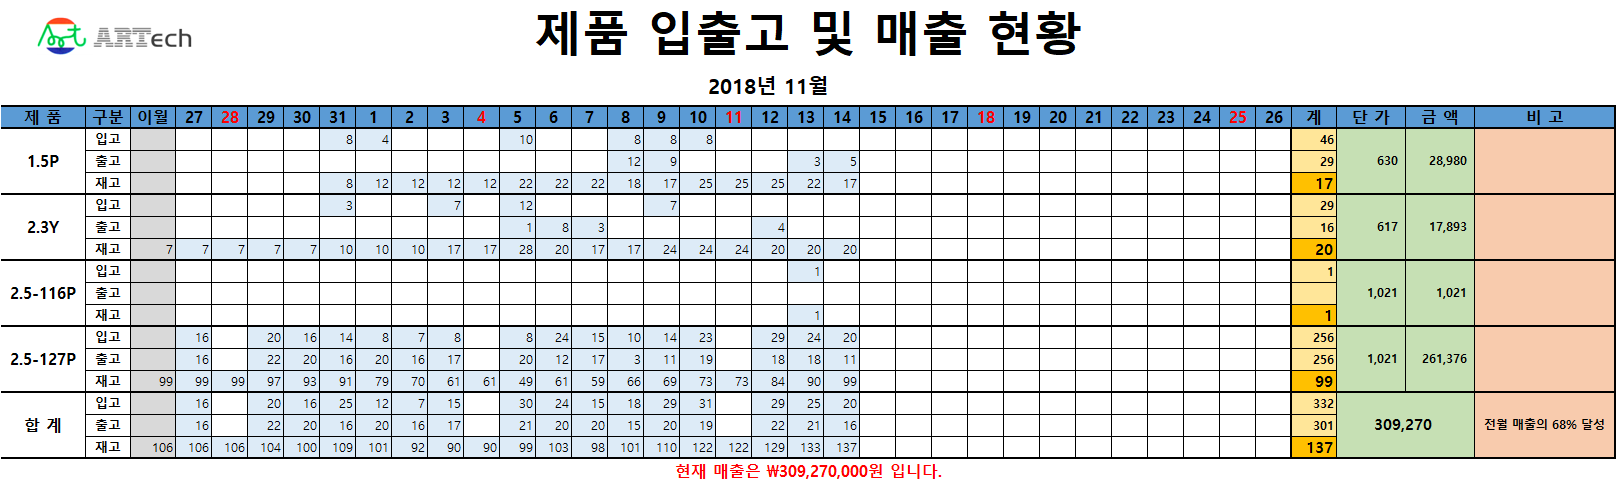 Art ARTech
제품 입출고 및 매출 현황
2018년 11월
제 품 구분 이월 27 28 29 30 31 1 2 3 4 5 6 7 8 9 10 11 12 13 14 15 16 17 18 19 20 21 22 23 24 25 26 계 단 가 금 액 비 고
1.5P 입고 8 4 10 8 8 8 46 630 28,980
출고 12 9 3 5 29
재고 8 12 12 12 12 22 22 22 18 17 25 25 25 22 17 17
2.3Y 입고 3 7 12 7 29 617 17,893
출고 1 8 3 4 16
재고 7 7 7 7 7 10 10 10 17 17 28 20 17 17 24 24 24 20 20 20 20
2.5-116P 입고 1 1 1,021 1,021
출고
재고 1 1
2.5-127P 입고 16 20 16 14 8 7 8 8 24 15 10 14 23 29 24 20 256 1,021 261,376
출고 16 22 20 16 20 16 17 20 12 17 3 11 19 18 18 11 256
재고 99 99 99 97 93 91 79 70 61 61 49 61 59 66 69 73 73 84 90 99 99
합 계 입고 16 20 16 25 12 7 15 30 24 15 18 29 31 29 25 20 332 309,270 전월 매출의 68% 달성
출고 16 22 20 16 20 16 17 21 20 20 15 20 19 22 21 16 301
재고 106 106 106 104 100 109 101 90 90 99 103 98 101 110 122 122 129 133 137 137
현재 매출은 ₩309,270,000원 입니다.